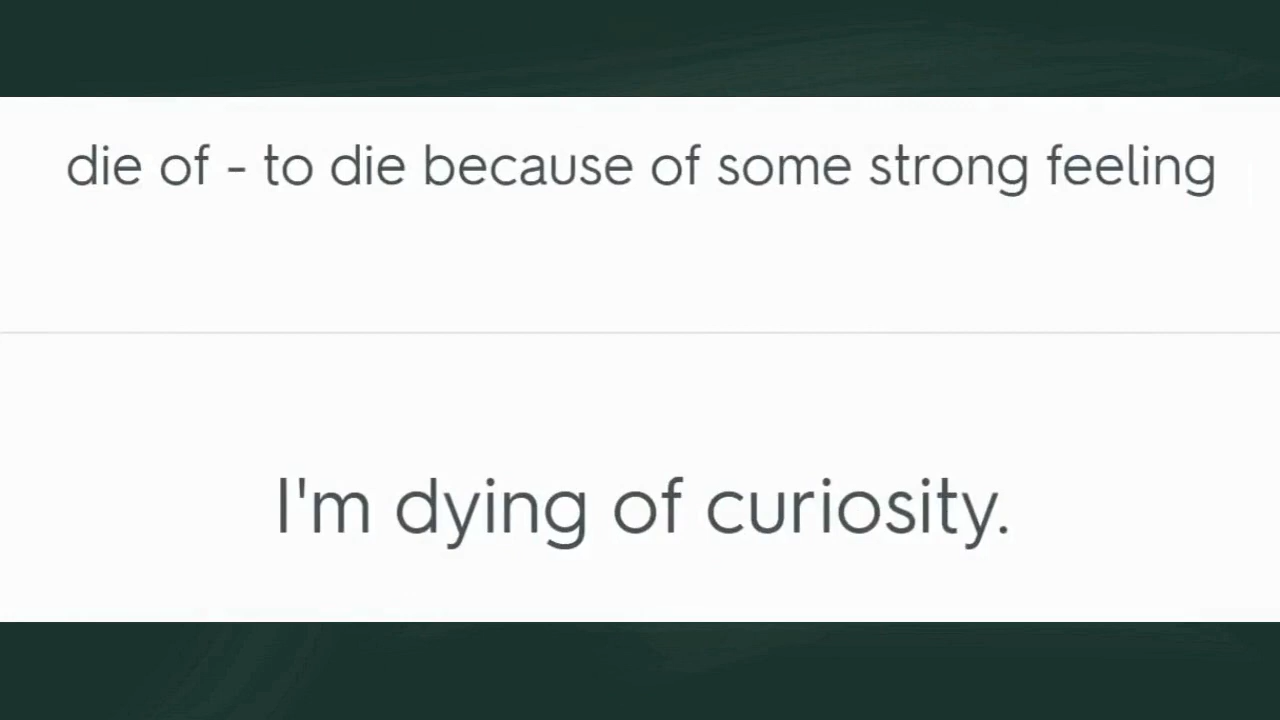 die of - to die because of some strong feeling
I'm dying of curiosity.